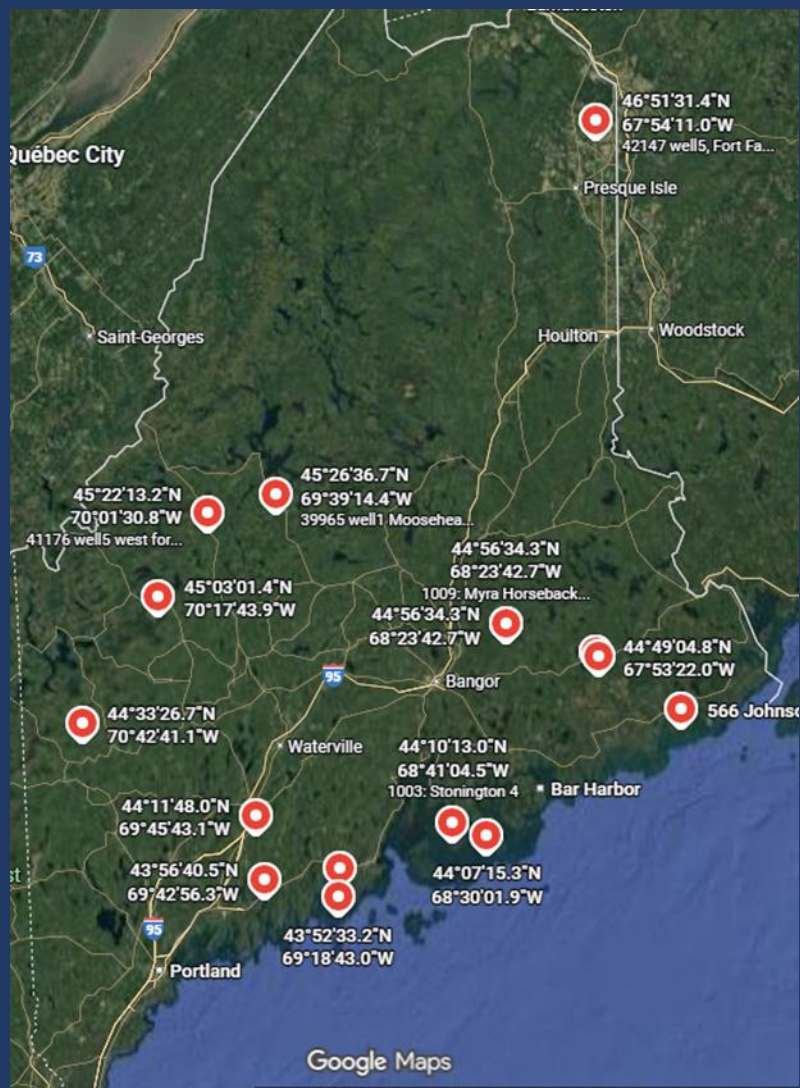 46°51'31.4"N
67°54'11.0"W
42147 well5, Fort Fa...
Québec City
Presque Isle
73
Saint-Georges
Houlton
Woodstock
45°26'36.7"N
69°39'14.4"W
39965 well1 Moosehea...
45°22'13.2"N
70°01'30.8"W
41176 well5 west for...
44°56'34.3"N
68°23'42.7"W
1009: Myra Horseback...
45°03'01.4"N
70°17'43.9"W
44°56'34.3"N
68°23'42.7"W
44°49'04.8"N
67°53'22.0"W
95
Bangor
566 Johnso
44°33'26.7"N
70°42'41.1"W
Waterville
44°10'13.0"N
68°41'04.5"W
1003: Stonington 4
Bar Harbor
44°11'48.0"N
69°45'43.1"W
43°56'40.5"N
69°42'56.3"W
44°07'15.3"N
68°30'01.9"W
st
95
43°52'33.2"N
69°18'43.0"W
Portland
Google Maps